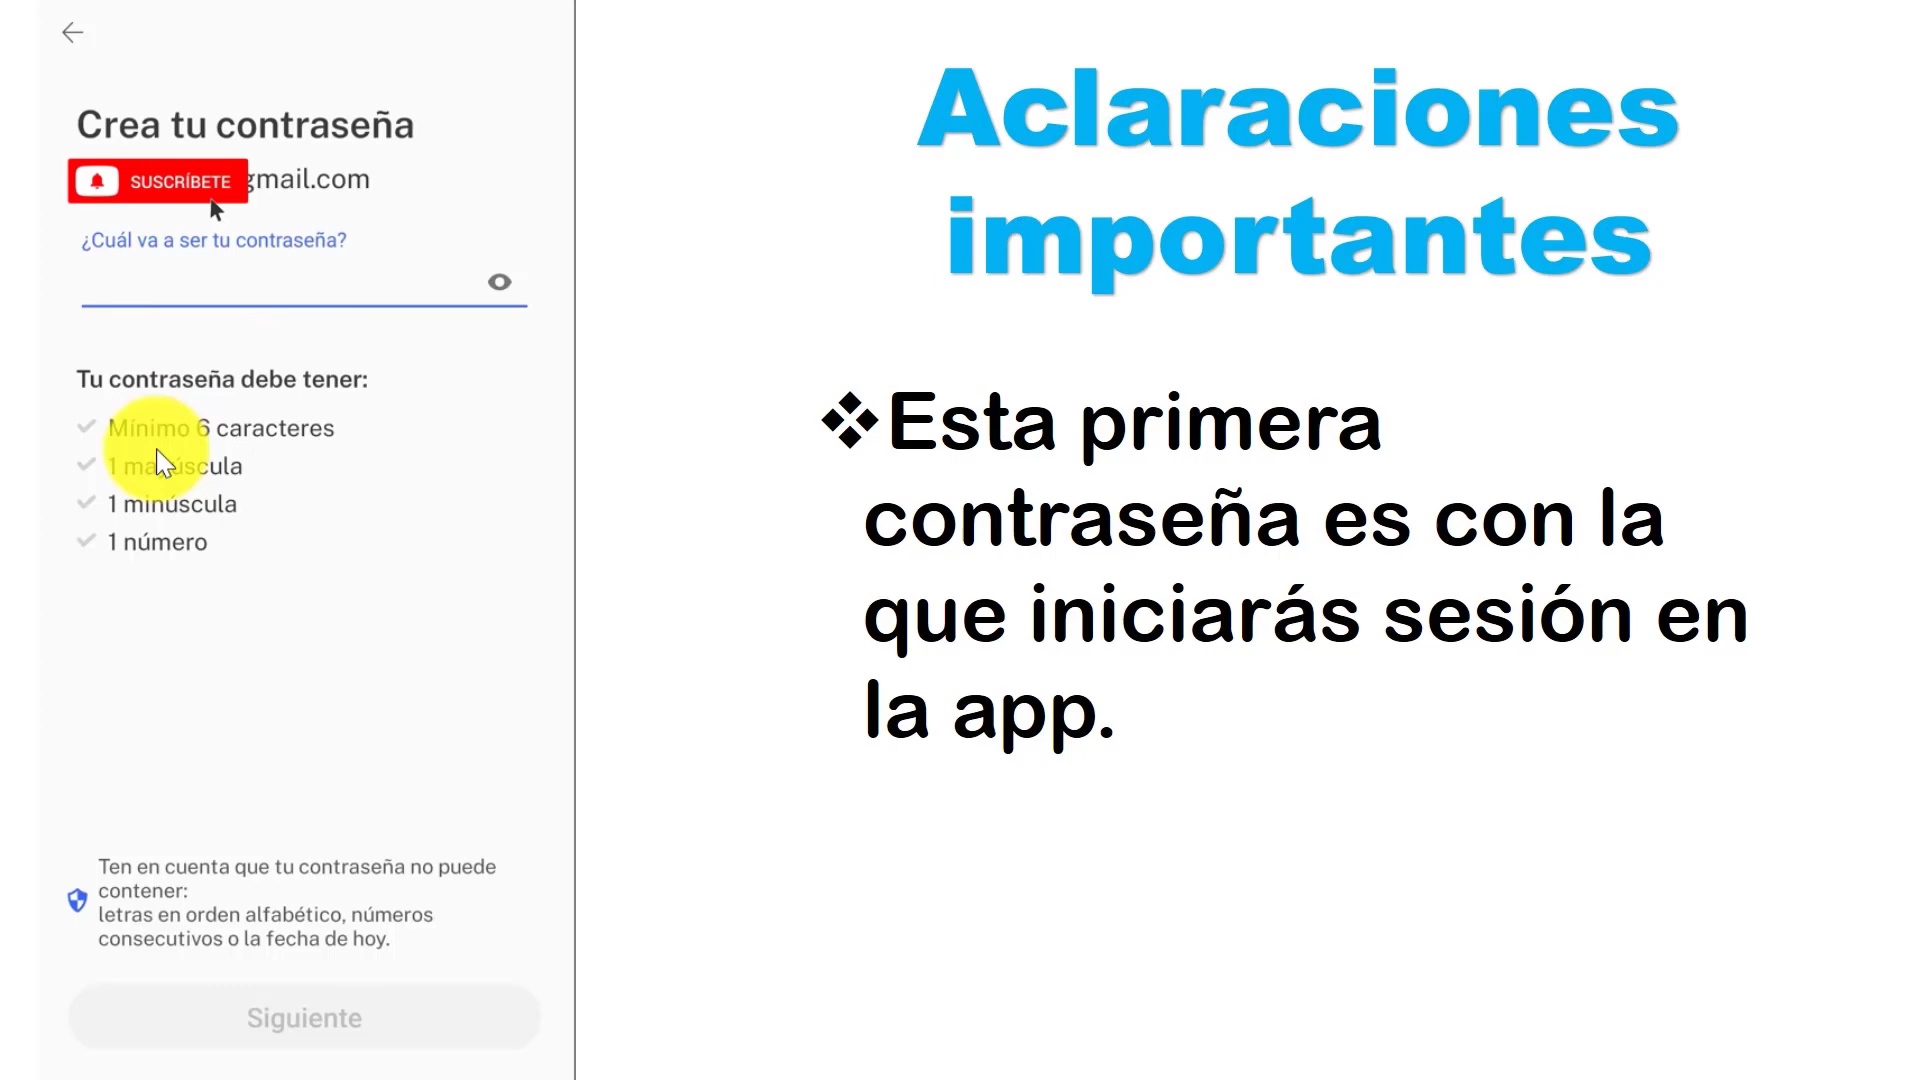 Crea tu contraseña
SUSCRÍBETE gmail.com
¿Cuál va a ser tu contraseña?
Tu contraseña debe tener:
Mínimo 6 caracteres
1 mayúscula
1 minúscula
1 número
Ten en cuenta que tu contraseña no puede
contener:
letras en orden alfabético, números
consecutivos o la fecha de hoy.
Siguiente
Aclaraciones
importantes
❖Esta primera
contraseña es con la
que iniciarás sesión en
la app.